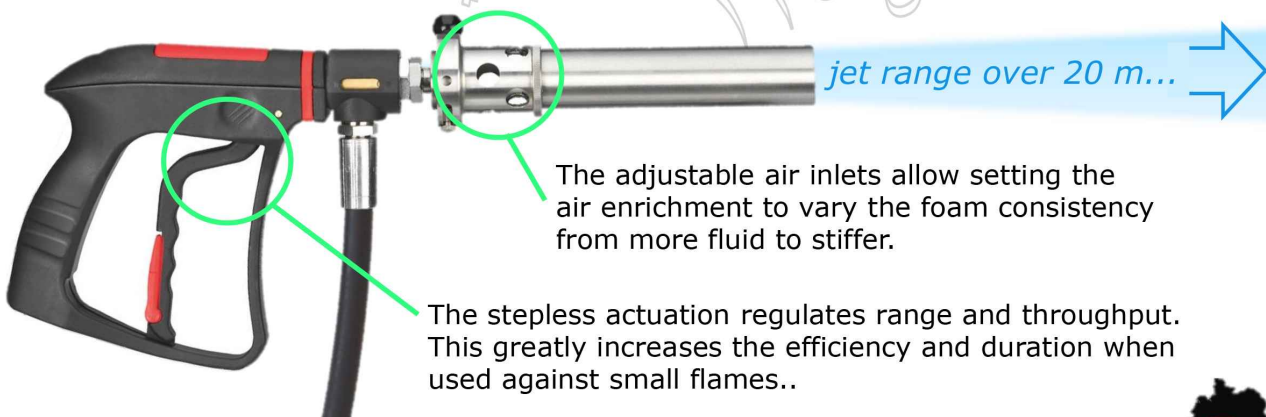 jet range over 20 m...
The adjustable air inlets allow setting the
air enrichment to vary the foam consistency
from more fluid to stiffer.
The stepless actuation regulates range and throughput.
This greatly increases the efficiency and duration when
used against small flames..